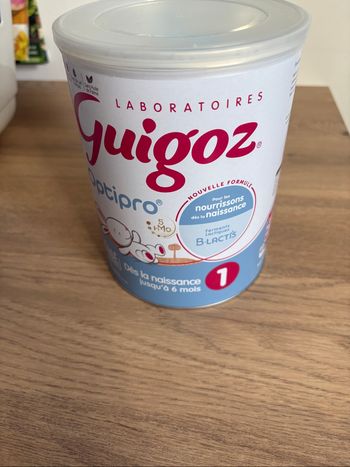 LABORATOIRES
Guigoz®
Optipro®
5
HMO
NOUVELLE FORMULE
Pour les
nourrissons
dès la naissance
Ferments
lactiques
B.LACTIS
Dès la naissance
jusqu'à 6 mois
1